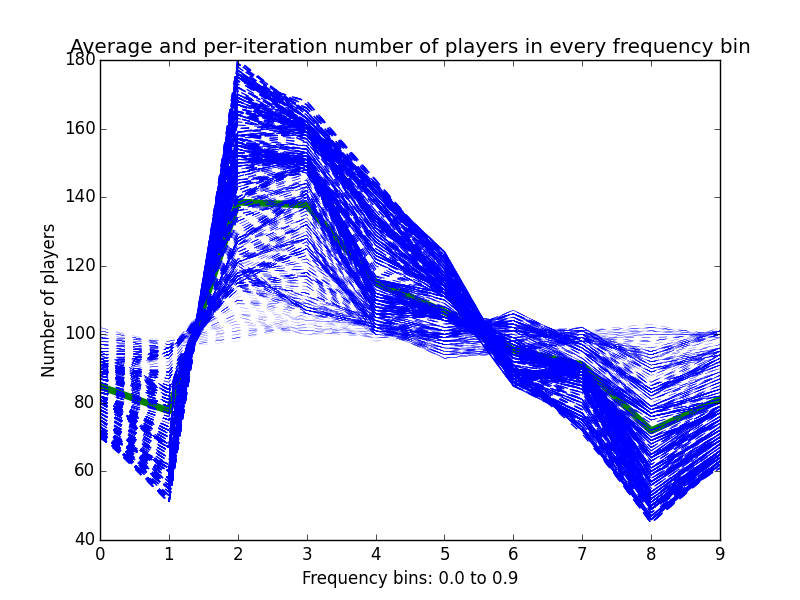 Average and per-iteration number of players in every frequency bin
180
160
140
120
100
80
60
40
Number of players
0 1 2 3 4 5 6 7 8 9
Frequency bins: 0.0 to 0.9